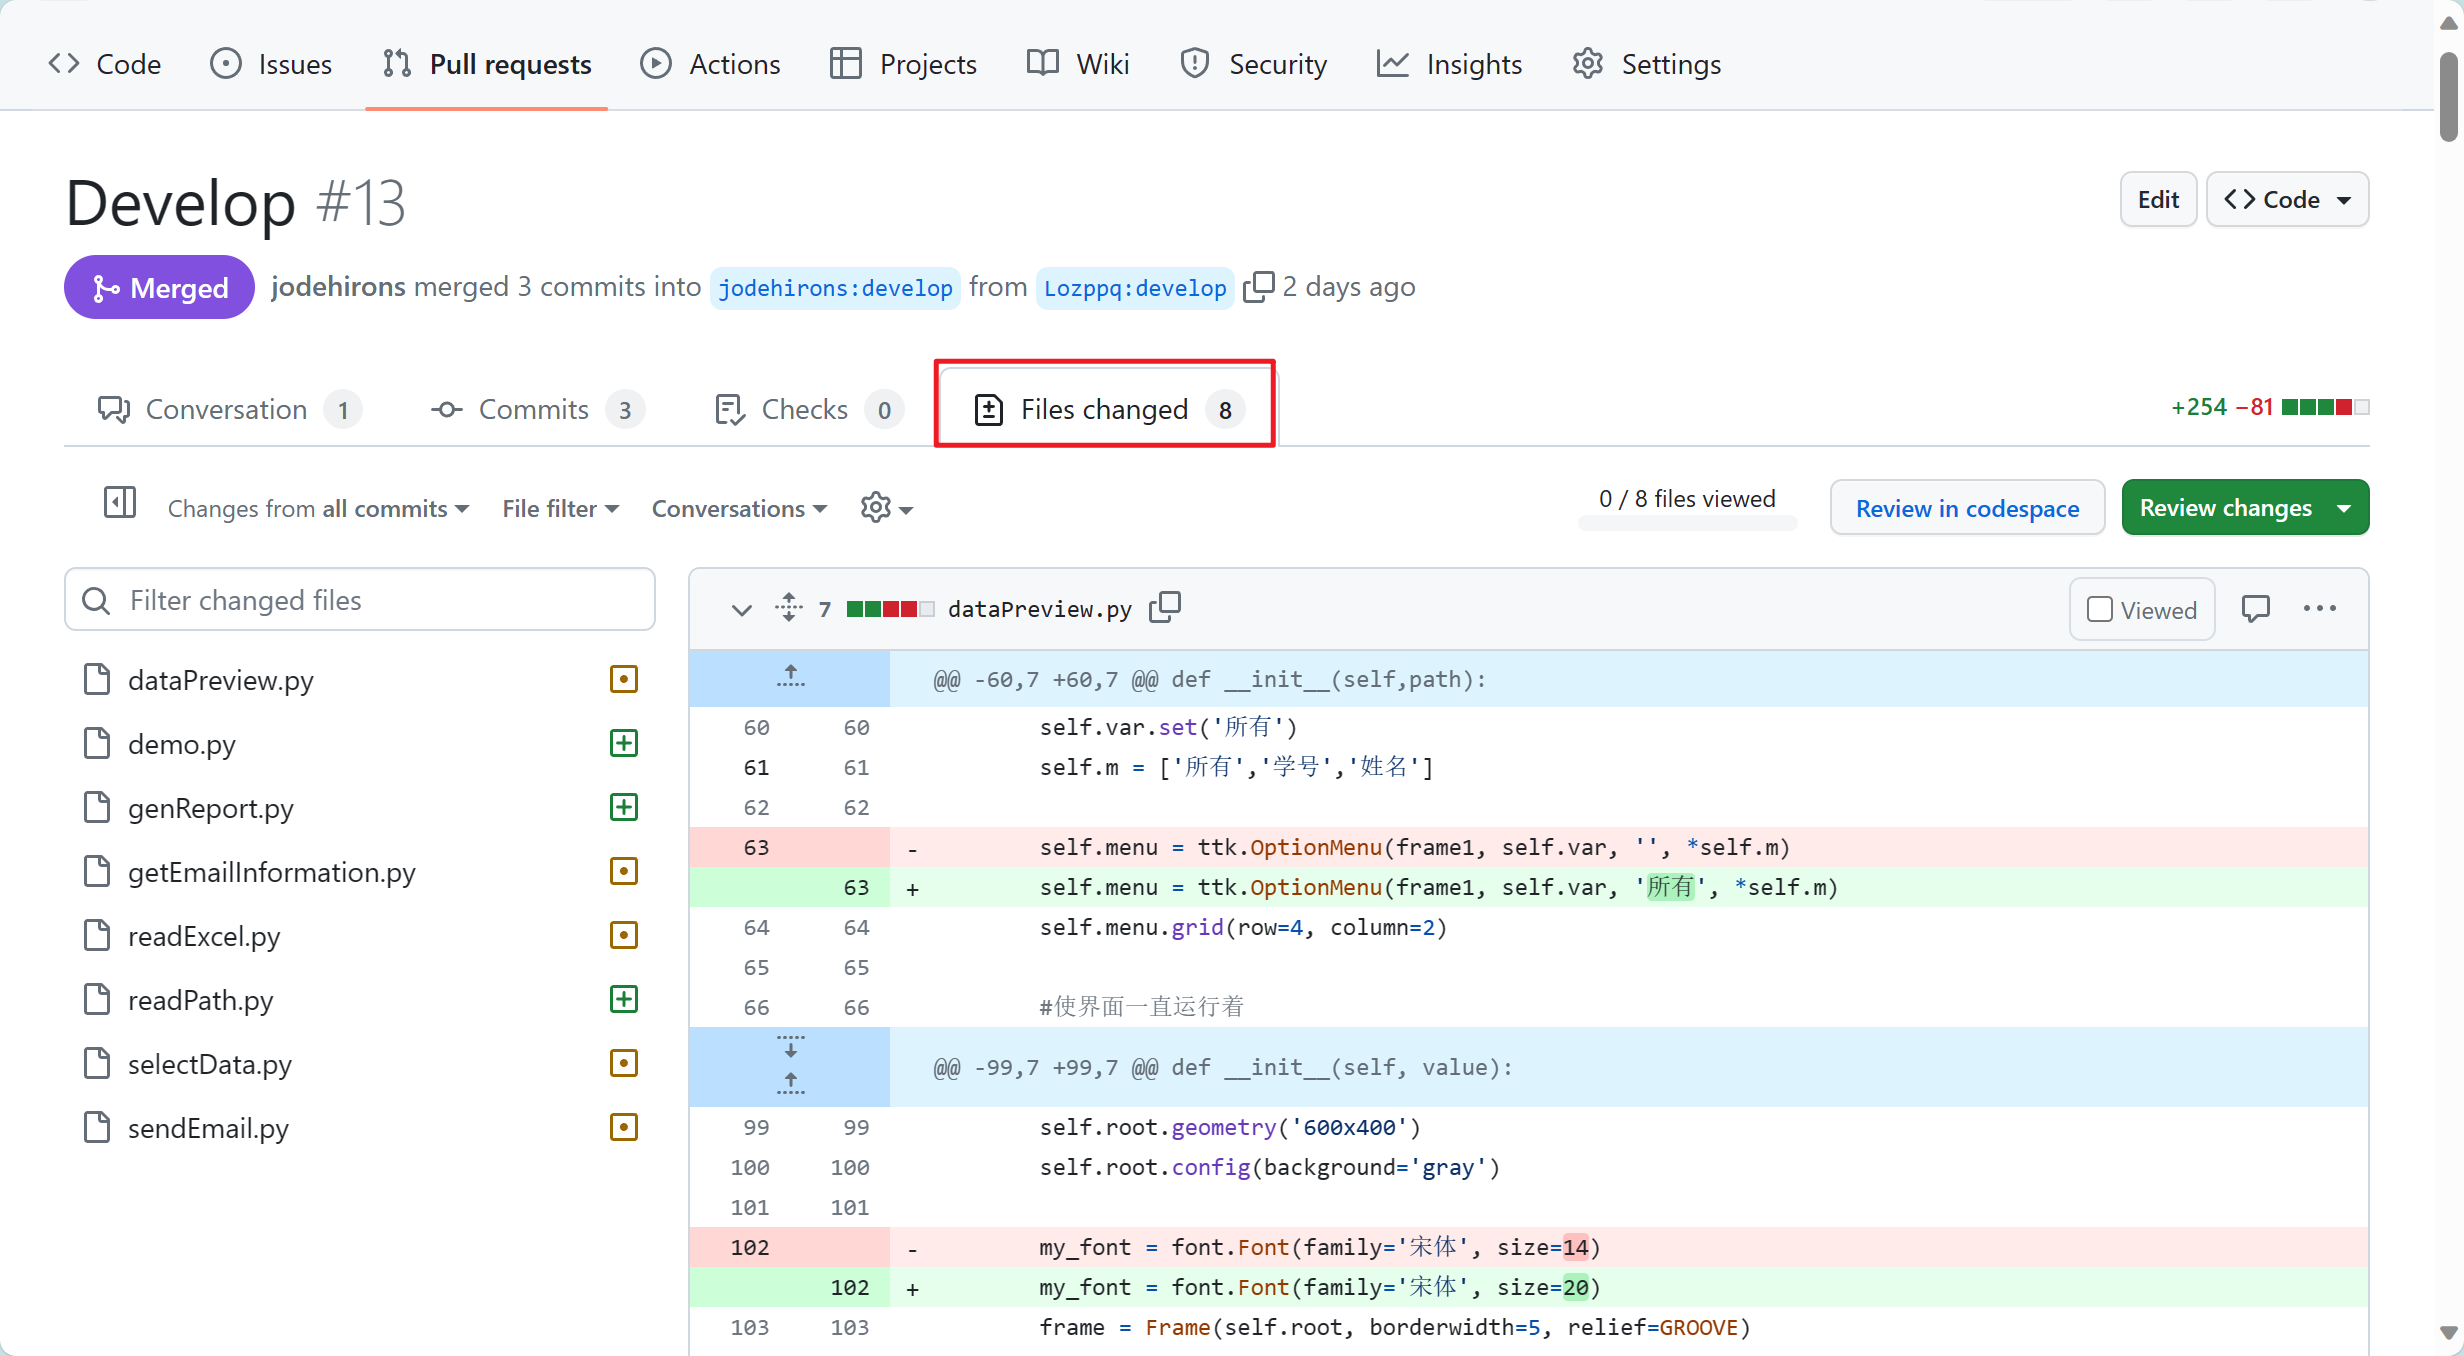 Code Issues Pull requests Actions Projects Wiki Security Insights Settings
Develop #13
Edit Code
Merged jodehirons merged 3 commits into jodehirons:develop from Lozppq:develop 2 days ago
Conversation 1 Commits 3 Checks 0 Files changed 8 +254 −81
Changes from all commits File filter Conversations 0 / 8 files viewed Review in codespace Review changes
Filter changed files
dataPreview.py
demo.py
genReport.py
getEmailInformation.py
readExcel.py
readPath.py
selectData.py
sendEmail.py
7 dataPreview.py Viewed
@@ -60,7 +60,7 @@ def __init__(self,path):
60 60 self.var.set('所有')
61 61 self.m = ['所有','学号','姓名']
62 62
63 - self.menu = ttk.OptionMenu(frame1, self.var, '', *self.m)
63 + self.menu = ttk.OptionMenu(frame1, self.var, '所有', *self.m)
64 64 self.menu.grid(row=4, column=2)
65 65
66 66 #使界面一直运行着
@@ -99,7 +99,7 @@ def __init__(self, value):
99 99 self.root.geometry('600x400')
100 100 self.root.config(background='gray')
101 101
102 - my_font = font.Font(family='宋体', size=14)
102 + my_font = font.Font(family='宋体', size=20)
103 103 frame = Frame(self.root, borderwidth=5, relief=GROOVE)